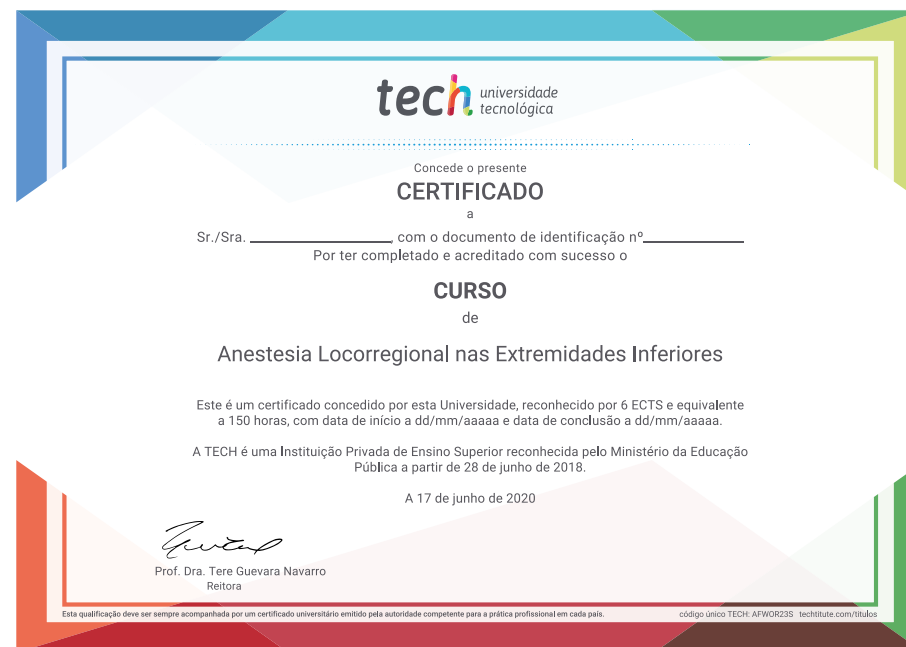 tech universidade
tecnológica
Concede o presente
CERTIFICADO
a
Sr./Sra. ____________________, com o documento de identificação nº______________
Por ter completado e acreditado com sucesso o
CURSO
de
Anestesia Locorregional nas Extremidades Inferiores
Este é um certificado concedido por esta Universidade, reconhecido por 6 ECTS e equivalente
a 150 horas, com data de início a dd/mm/aaaaa e data de conclusão a dd/mm/aaaaa.
A TECH é uma Instituição Privada de Ensino Superior reconhecida pelo Ministério da Educação
Pública a partir de 28 de junho de 2018.
A 17 de junho de 2020
Prof. Dra. Tere Guevara Navarro
Reitora
Esta qualificação deve ser sempre acompanhada por um certificado universitário emitido pela autoridade competente para a prática profissional em cada país.
código único TECH: AFWOR23S techtitute.com/titulos